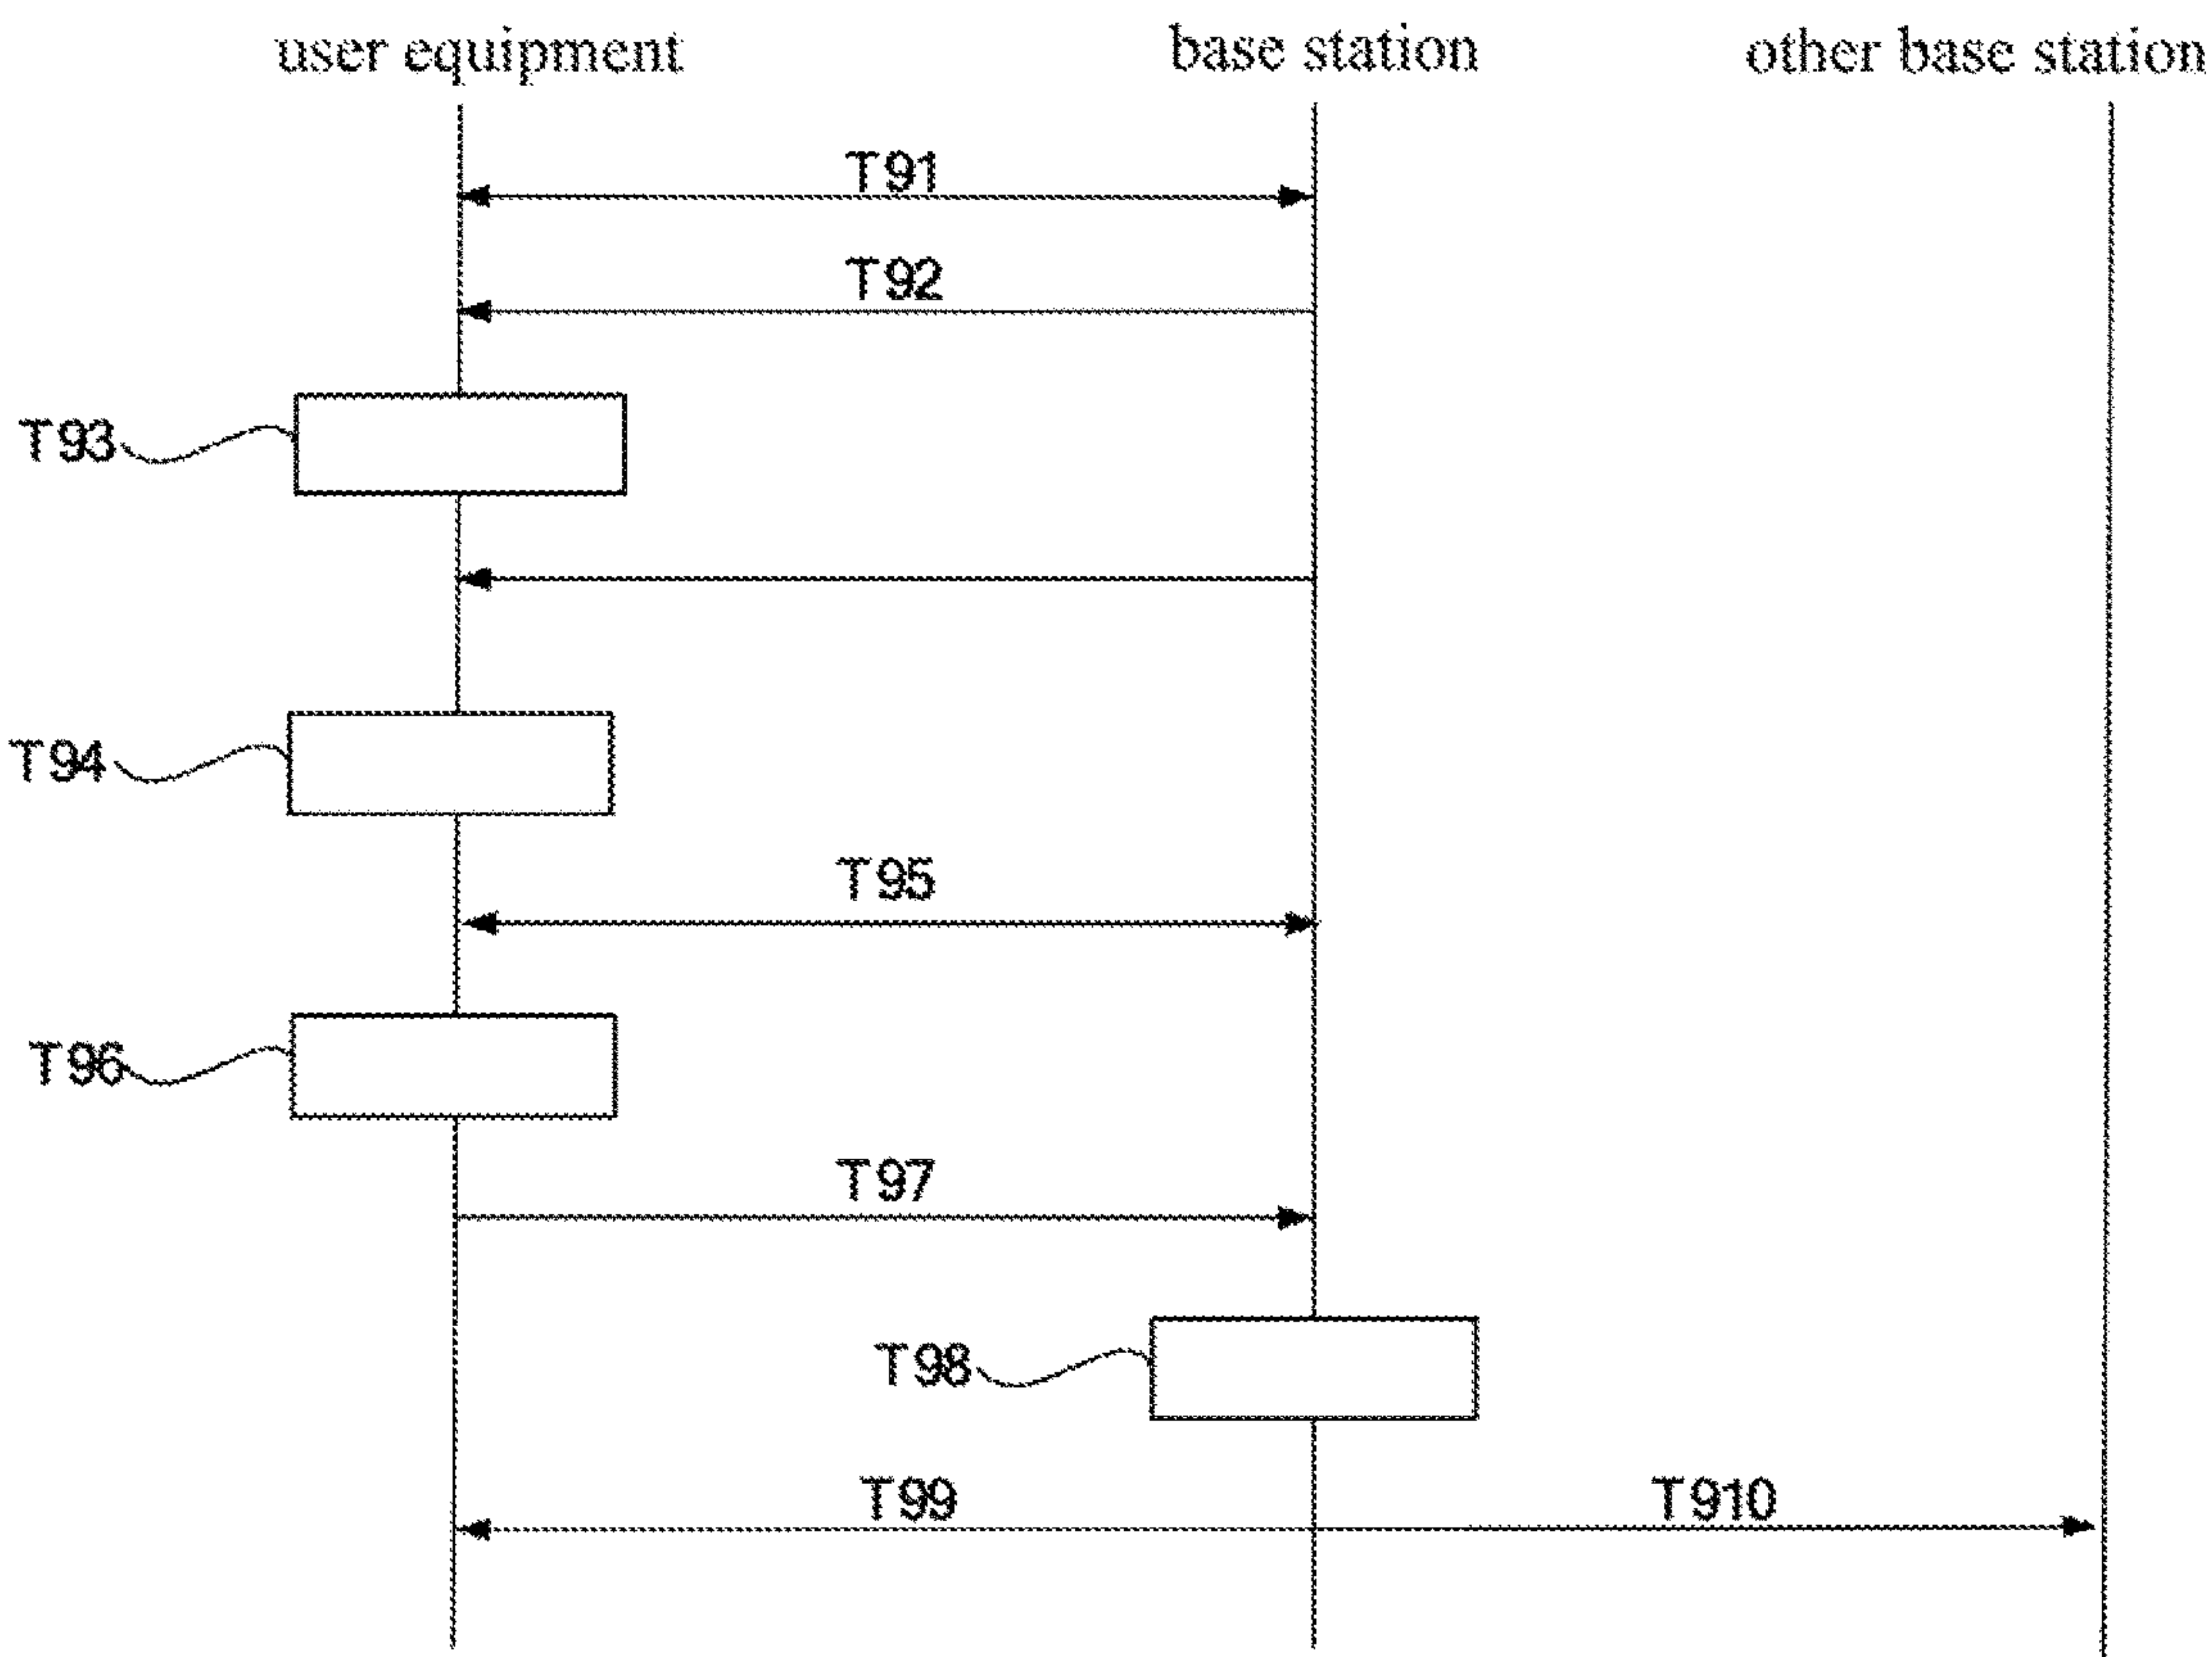 user equipment base station other base station
T91
T92
T93
T94
T95
T96
T97
T98
T99 T910